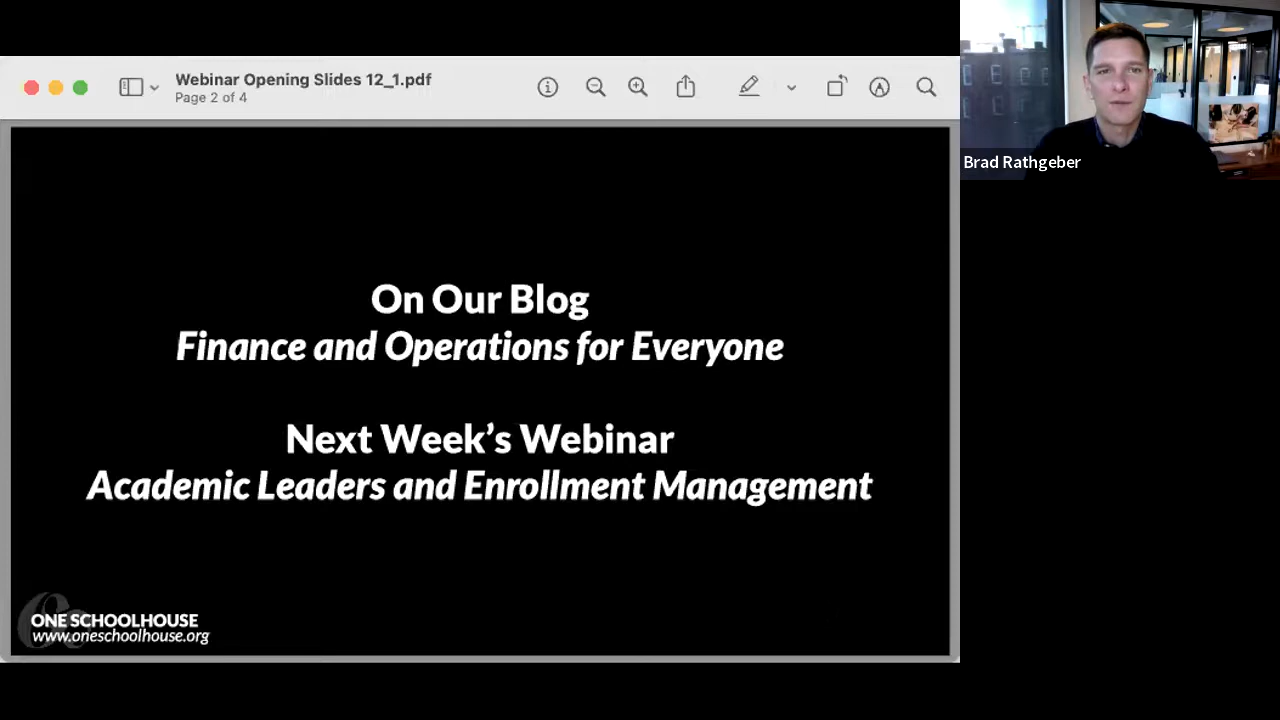 Webinar Opening Slides 12_1.pdf
Page 2 of 4
Brad Rathgeber
On Our Blog
Finance and Operations for Everyone
Next Week’s Webinar
Academic Leaders and Enrollment Management
ONE SCHOOLHOUSE
www.oneschoolhouse.org